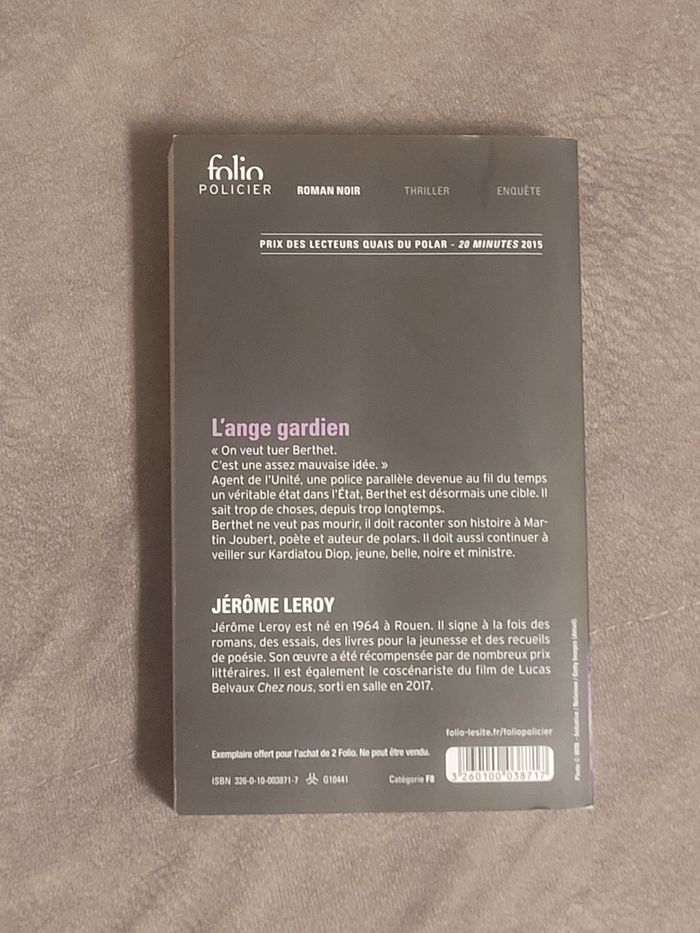 folio
POLICIER ROMAN NOIR THRILLER ENQUÊTE
PRIX DES LECTEURS QUAIS DU POLAR - 20 MINUTES 2015
L'ange gardien
« On veut tuer Berthet.
C'est une assez mauvaise idée. »
Agent de l'Unité, une police parallèle devenue au fil du temps
un véritable état dans l'État, Berthet est désormais une cible. Il
sait trop de choses, depuis trop longtemps.
Berthet ne veut pas mourir, il doit raconter son histoire à Mar-
tin Joubert, poète et auteur de polars. Il doit aussi continuer à
veiller sur Kardiatou Diop, jeune, belle, noire et ministre.
JÉRÔME LEROY
Jérôme Leroy est né en 1964 à Rouen. Il signe à la fois des
romans, des essais, des livres pour la jeunesse et des recueils
de poésie. Son œuvre a été récompensée par de nombreux prix
littéraires. Il est également le coscénariste du film de Lucas
Belvaux Chez nous, sorti en salle en 2017.
folio-lesite.fr/foliopolicier
Exemplaire offert pour l'achat de 2 Folio. Ne peut être vendu.
ISBN 326-0-10-003871-7 G10441 Catégorie F8
3 260100 038717
Photo © / Getty Images (détail).